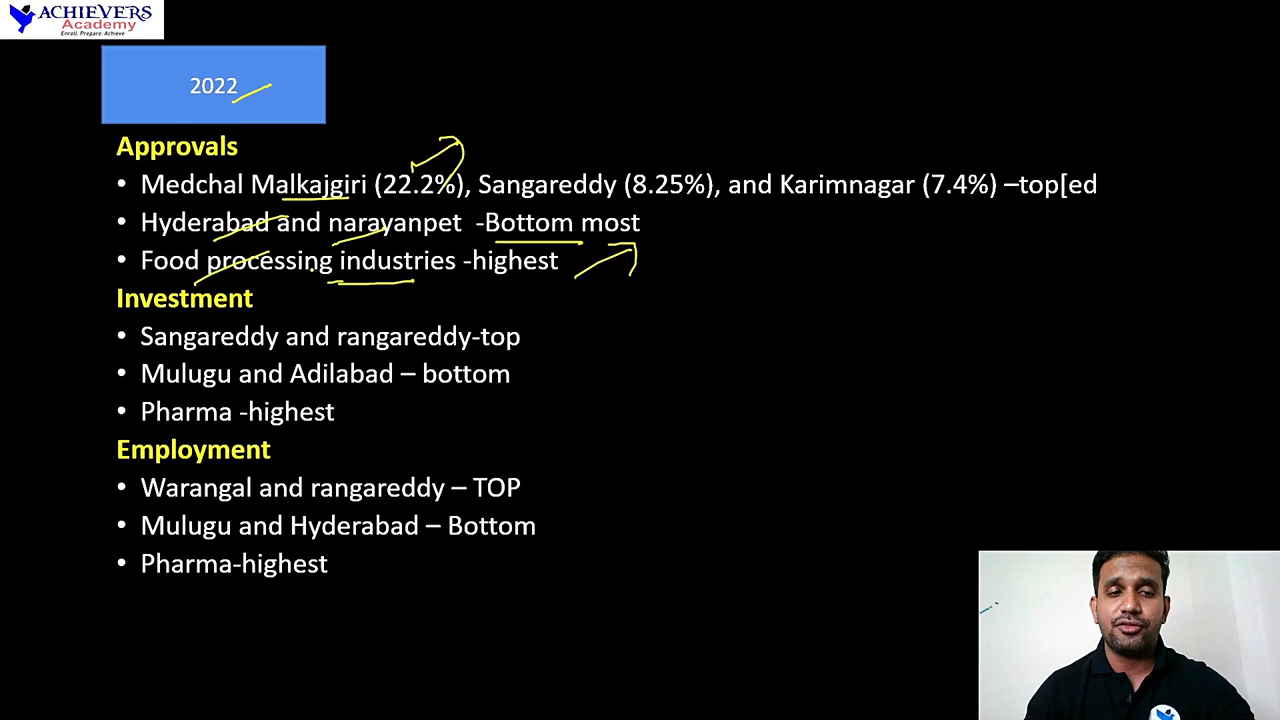 ACHIEVERS
Academy
Enroll. Prepare. Achieve
2022
Approvals
• Medchal Malkajgiri (22.2%), Sangareddy (8.25%), and Karimnagar (7.4%) –top[ed
• Hyderabad and narayanpet -Bottom most
• Food processing industries -highest
Investment
• Sangareddy and rangareddy-top
• Mulugu and Adilabad – bottom
• Pharma -highest
Employment
• Warangal and rangareddy – TOP
• Mulugu and Hyderabad – Bottom
• Pharma-highest